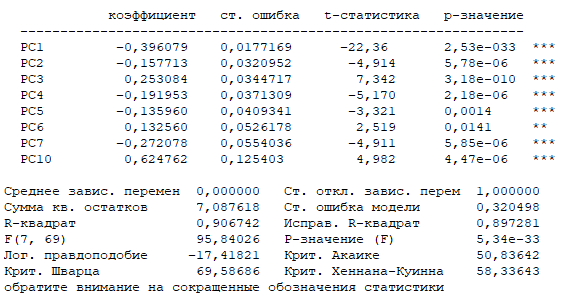 коэффициент ст. ошибка t-статистика p-значение
PC1 −0,396079 0,0177169 −22,36 2,53e-033 ***
PC2 −0,157713 0,0320952 −4,914 5,78e-06 ***
PC3 0,253084 0,0344717 7,342 3,18e-010 ***
PC4 −0,191953 0,0371309 −5,170 2,18e-06 ***
PC5 −0,135960 0,0409341 −3,321 0,0014 ***
PC6 0,132560 0,0526178 2,519 0,0141 **
PC7 −0,272078 0,0554036 −4,911 5,85e-06 ***
PC10 0,624762 0,125403 4,982 4,47e-06 ***
Среднее завис. перемен 0,000000 Ст. откл. завис. перем 1,000000
Сумма кв. остатков 7,087618 Ст. ошибка модели 0,320498
R-квадрат 0,906742 Исправ. R-квадрат 0,897281
F(7, 69) 95,84026 Р-значение (F) 5,34e-33
Лог. правдоподобие −17,41821 Крит. Акаике 50,83642
Крит. Шварца 69,58686 Крит. Хеннана-Куинна 58,33643
обратите внимание на сокращенные обозначения статистики